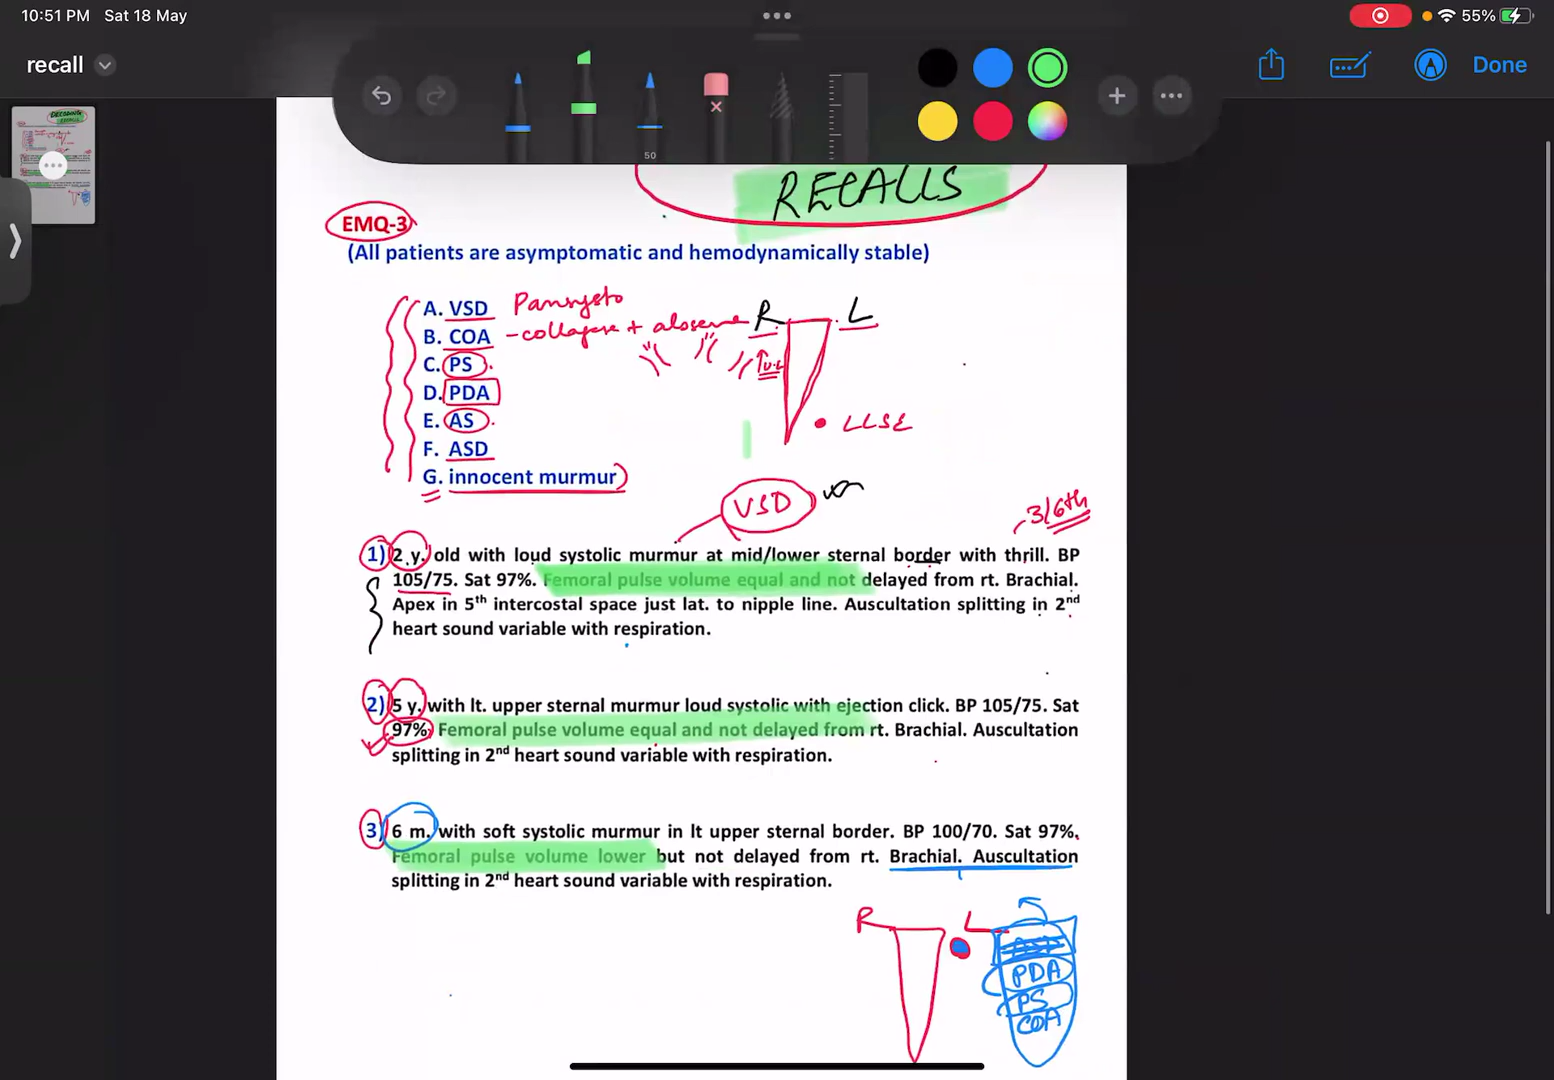 10:51 PM Sat 18 May
55%
recall
Done
50
RECALLS
EMQ-3
(All patients are asymptomatic and hemodynamically stable)
A. VSD Pansysto
B. COA - collapse +
C. PS
D. PDA
E. AS
F. ASD
G. innocent murmur
R L
LLSE
VSD
3/6th
1) 2 y. old with loud systolic murmur at mid/lower sternal border with thrill. BP
105/75. Sat 97%. Femoral pulse volume equal and not delayed from rt. Brachial.
Apex in 5th intercostal space just lat. to nipple line. Auscultation splitting in 2nd
heart sound variable with respiration.
2) 5 y. with lt. upper sternal murmur loud systolic with ejection click. BP 105/75. Sat
97%. Femoral pulse volume equal and not delayed from rt. Brachial. Auscultation
splitting in 2nd heart sound variable with respiration.
3) 6 m. with soft systolic murmur in lt upper sternal border. BP 100/70. Sat 97%.
Femoral pulse volume lower but not delayed from rt. Brachial. Auscultation
splitting in 2nd heart sound variable with respiration.
R L
PDA
PS
COA